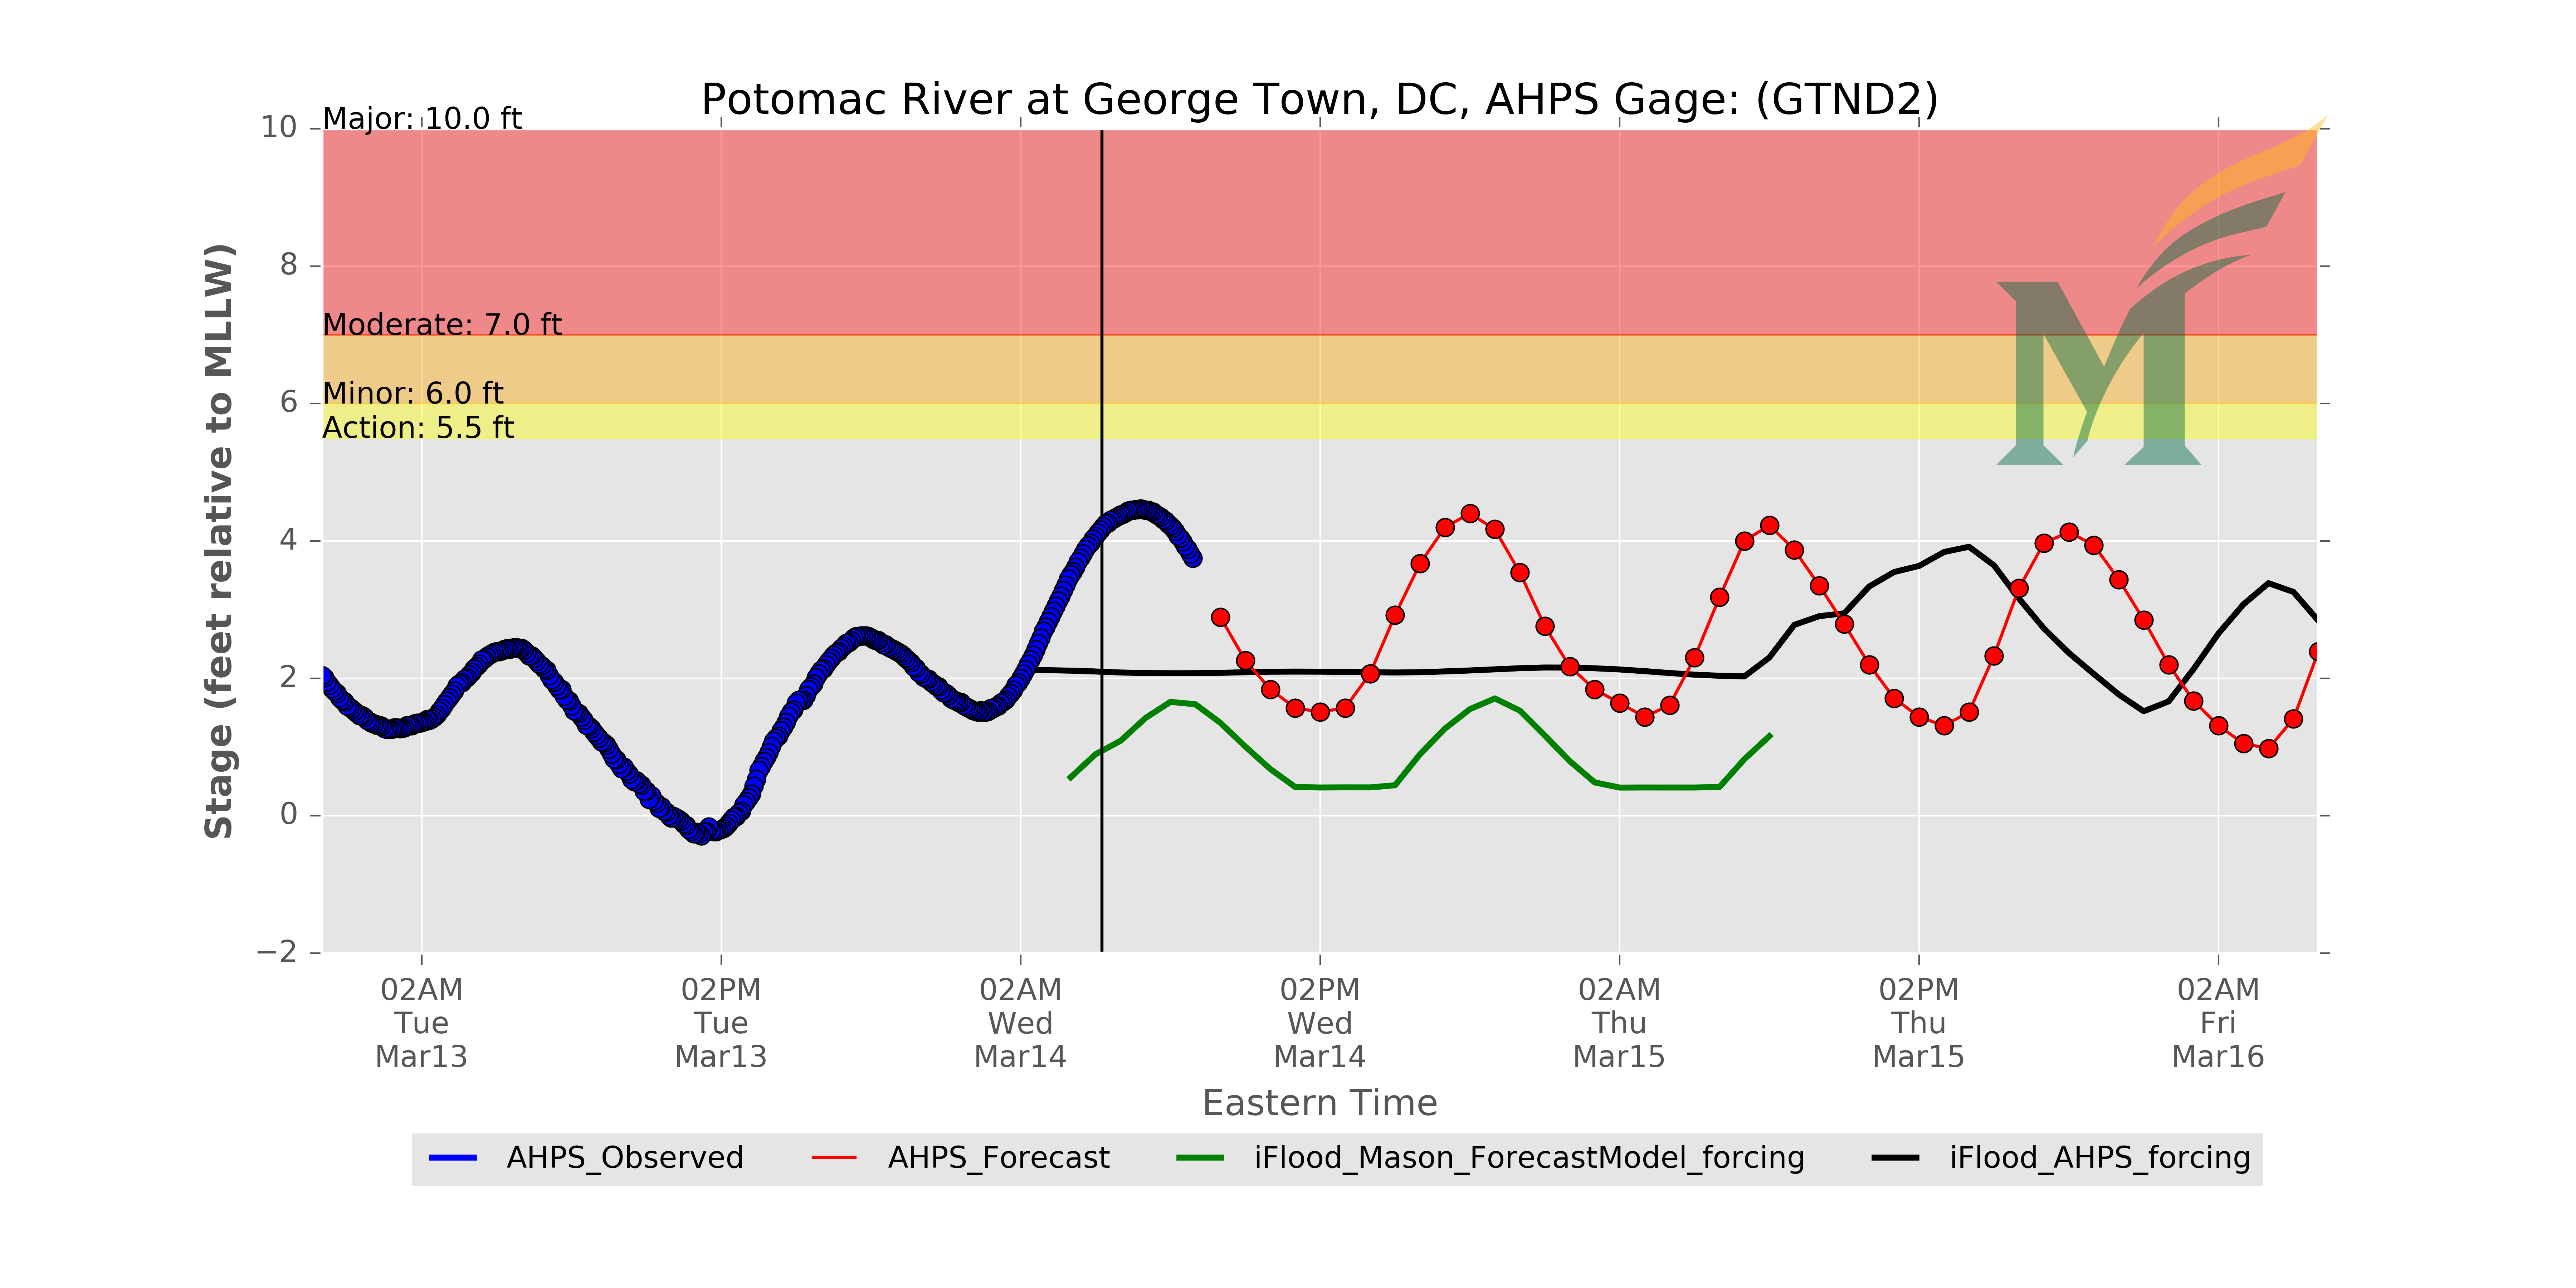 Potomac River at George Town, DC, AHPS Gage: (GTND2)
Major: 10.0 ft
Moderate: 7.0 ft
Minor: 6.0 ft
Action: 5.5 ft
10
8
6
4
2
0
−2
Stage (feet relative to MLLW)
02AM 02PM 02AM 02PM 02AM 02PM 02AM
Tue Tue Wed Wed Thu Thu Fri
Mar13 Mar13 Mar14 Mar14 Mar15 Mar15 Mar16
Eastern Time
AHPS_Observed AHPS_Forecast iFlood_Mason_ForecastModel_forcing iFlood_AHPS_forcing
M